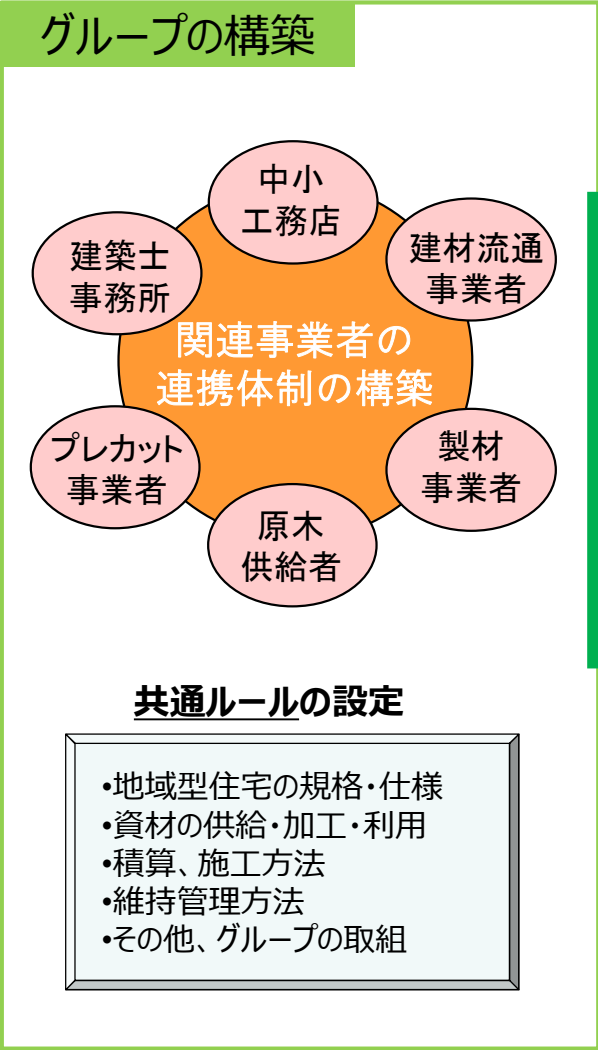 グループの構築
中小
工務店
建築士
事務所
建材流通
事業者
関連事業者の
連携体制の構築
プレカット
事業者
製材
事業者
原木
供給者
共通ルールの設定
•地域型住宅の規格・仕様
•資材の供給・加工・利用
•積算、施工方法
•維持管理方法
•その他、グループの取組